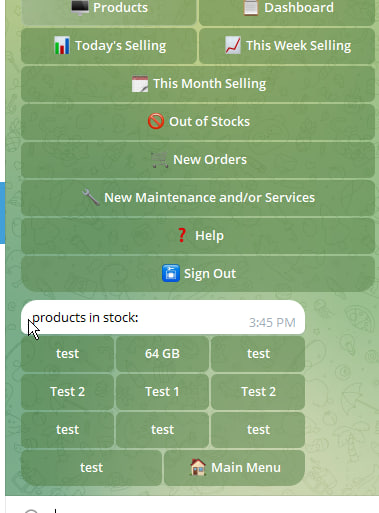 Products
Dashboard
Today's Selling
This Week Selling
This Month Selling
Out of Stocks
New Orders
New Maintenance and/or Services
Help
Sign Out
products in stock:
3:45 PM
test
64 GB
test
Test 2
Test 1
Test 2
test
test
test
test
Main Menu